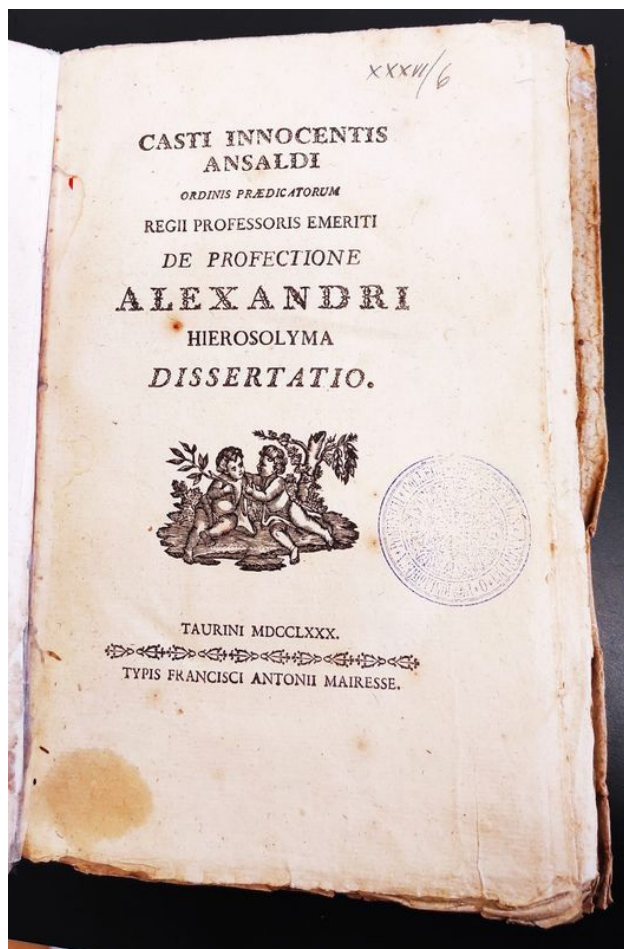 XXXVI/6
CASTI INNOCENTIS
ANSALDI
ORDINIS PRÆDICATORUM
REGII PROFESSORIS EMERITI
DE PROFECTIONE
ALEXANDRI
HIEROSOLYMA
DISSERTATIO.
TAURINI MDCCLXXX.
TYPIS FRANCISCI ANTONII MAIRESSE.